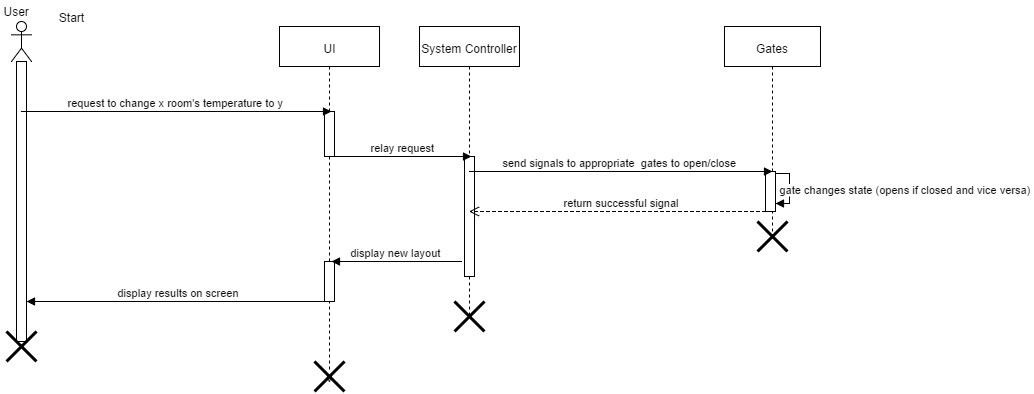 User
Start
UI
System Controller
Gates
request to change x room's temperature to y
relay request
send signals to appropriate gates to open/close
gate changes state (opens if closed and vice versa)
return successful signal
display new layout
display results on screen